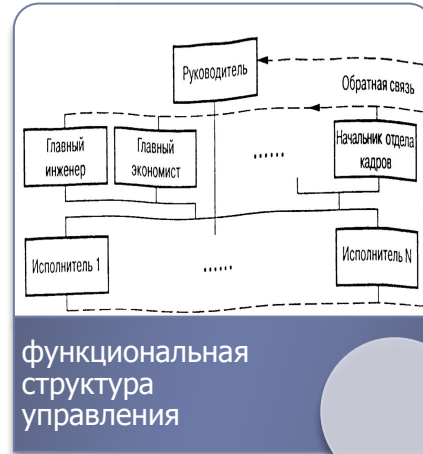 Руководитель
Обратная связь
Главный
инженер
Главный
экономист
......
Начальник отдела
кадров
Исполнитель 1
......
Исполнитель N
функциональная
структура
управления